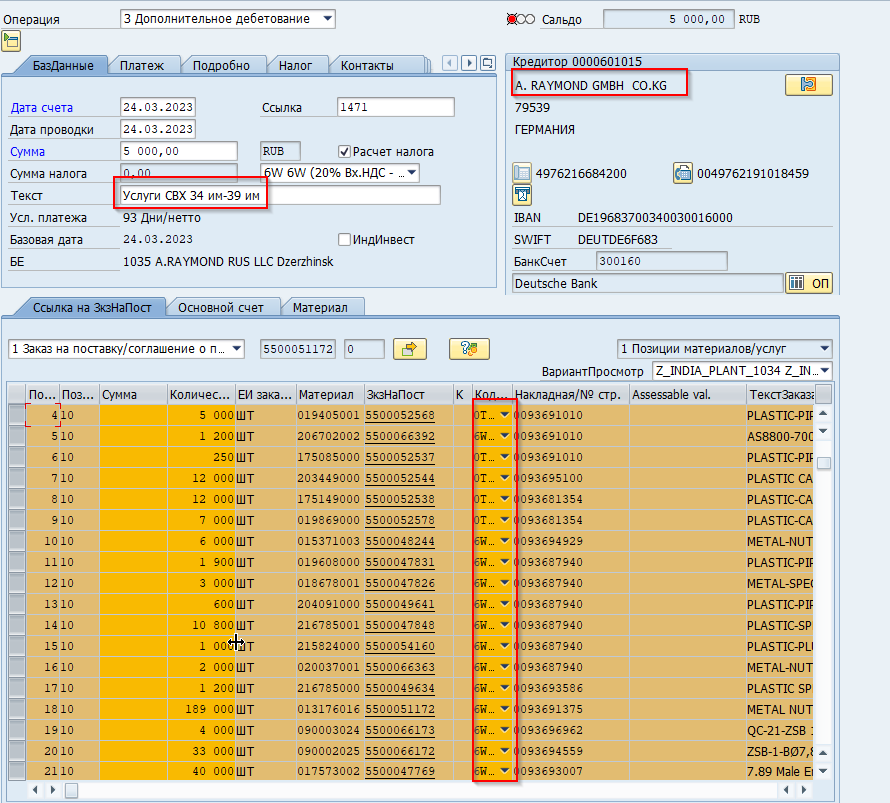 Операция 3 Дополнительное дебетование Сальдо 5 000,00 RUB
БазДанные Платеж Подробно Налог Контакты
Дата счета 24.03.2023 Ссылка 1471
Дата проводки 24.03.2023
Сумма 5 000,00 RUB Расчет налога
Сумма налога 0,00 6W 6W (20% Вх.НДС - ...
Текст Услуги СВХ 34 им-39 им
Усл. платежа 93 Дни/нетто
Базовая дата 24.03.2023 ИндИнвест
БЕ 1035 A.RAYMOND RUS LLC Dzerzhinsk
Кредитор 0000601015
A. RAYMOND GMBH CO.KG
79539
ГЕРМАНИЯ
4976216684200 0049762191018459
IBAN DE19683700340030016000
SWIFT DEUTDE6F683
БанкСчет 300160
Deutsche Bank ОП
Ссылка на ЗкзНаПост Основной счет Материал
1 Заказ на поставку/соглашение о п... 5500051172 0 1 Позиции материалов/услуг
ВариантПросмотр Z_INDIA_PLANT_1034 Z_IN...
По... Поз... Сумма Количес... ЕИ зака... Материал ЗкзНаПост К Код... Накладная/№ стр. Assessable val. ТекстЗаказа
4 10 5 000 ШТ 019405001 5500052568 0T... 0093691010 PLASTIC-PIP
5 10 1 200 ШТ 206702002 5500066392 6W... 0093691010 AS8800-700
6 10 250 ШТ 175085000 5500052537 0T... 0093691010 PLASTIC-PIP
7 10 12 000 ШТ 203449000 5500052544 0T... 0093695100 PLASTIC CA
8 10 12 000 ШТ 175149000 5500052538 0T... 0093681354 PLASTIC-CA
9 10 7 000 ШТ 019869000 5500052578 0T... 0093681354 PLASTIC-CA
10 10 6 000 ШТ 015371003 5500048244 6W... 0093694929 METAL-NUT
11 10 1 900 ШТ 019608000 5500047831 6W... 0093687940 PLASTIC-PIP
12 10 3 000 ШТ 018678001 5500047826 6W... 0093687940 METAL-SPEC
13 10 600 ШТ 204091000 5500049641 6W... 0093687940 PLASTIC-PIP
14 10 10 800 ШТ 216785001 5500047848 6W... 0093687940 PLASTIC-SP
15 10 1 000 ШТ 215824000 5500054160 6W... 0093687940 PLASTIC-PLU
16 10 2 000 ШТ 020037001 5500066363 6W... 0093687940 METAL-NUT
17 10 1 200 ШТ 216785000 5500049634 6W... 0093693586 PLASTIC SP
18 10 189 000 ШТ 013176016 5500051172 6W... 0093691375 METAL NUT
19 10 4 000 ШТ 090003024 5500066173 6W... 0093696962 QC-21-ZSB
20 10 33 000 ШТ 090002025 5500066172 6W... 0093694559 ZSB-1-BØ7,8
21 10 40 000 ШТ 017573002 5500047769 6W... 0093693007 7.89 Male E